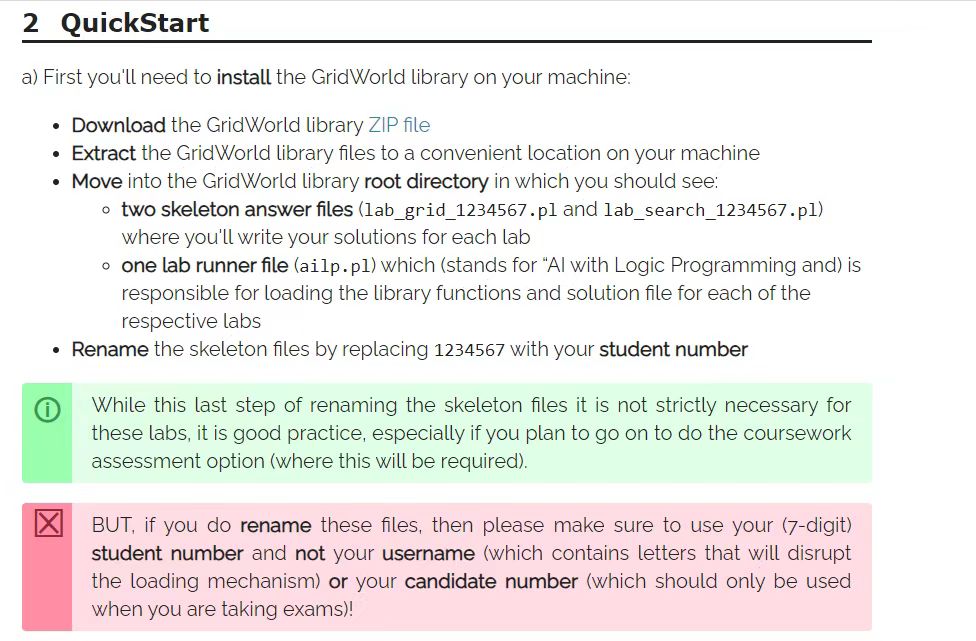 2 QuickStart
a) First you'll need to install the GridWorld library on your machine:
• Download the GridWorld library ZIP file
• Extract the GridWorld library files to a convenient location on your machine
• Move into the GridWorld library root directory in which you should see:
◦ two skeleton answer files (lab_grid_1234567.pl and lab_search_1234567.pl)
where you'll write your solutions for each lab
◦ one lab runner file (ailp.pl) which (stands for “AI with Logic Programming and) is
responsible for loading the library functions and solution file for each of the
respective labs
• Rename the skeleton files by replacing 1234567 with your student number
While this last step of renaming the skeleton files it is not strictly necessary for
these labs, it is good practice, especially if you plan to go on to do the coursework
assessment option (where this will be required).
BUT, if you do rename these files, then please make sure to use your (7-digit)
student number and not your username (which contains letters that will disrupt
the loading mechanism) or your candidate number (which should only be used
when you are taking exams)!